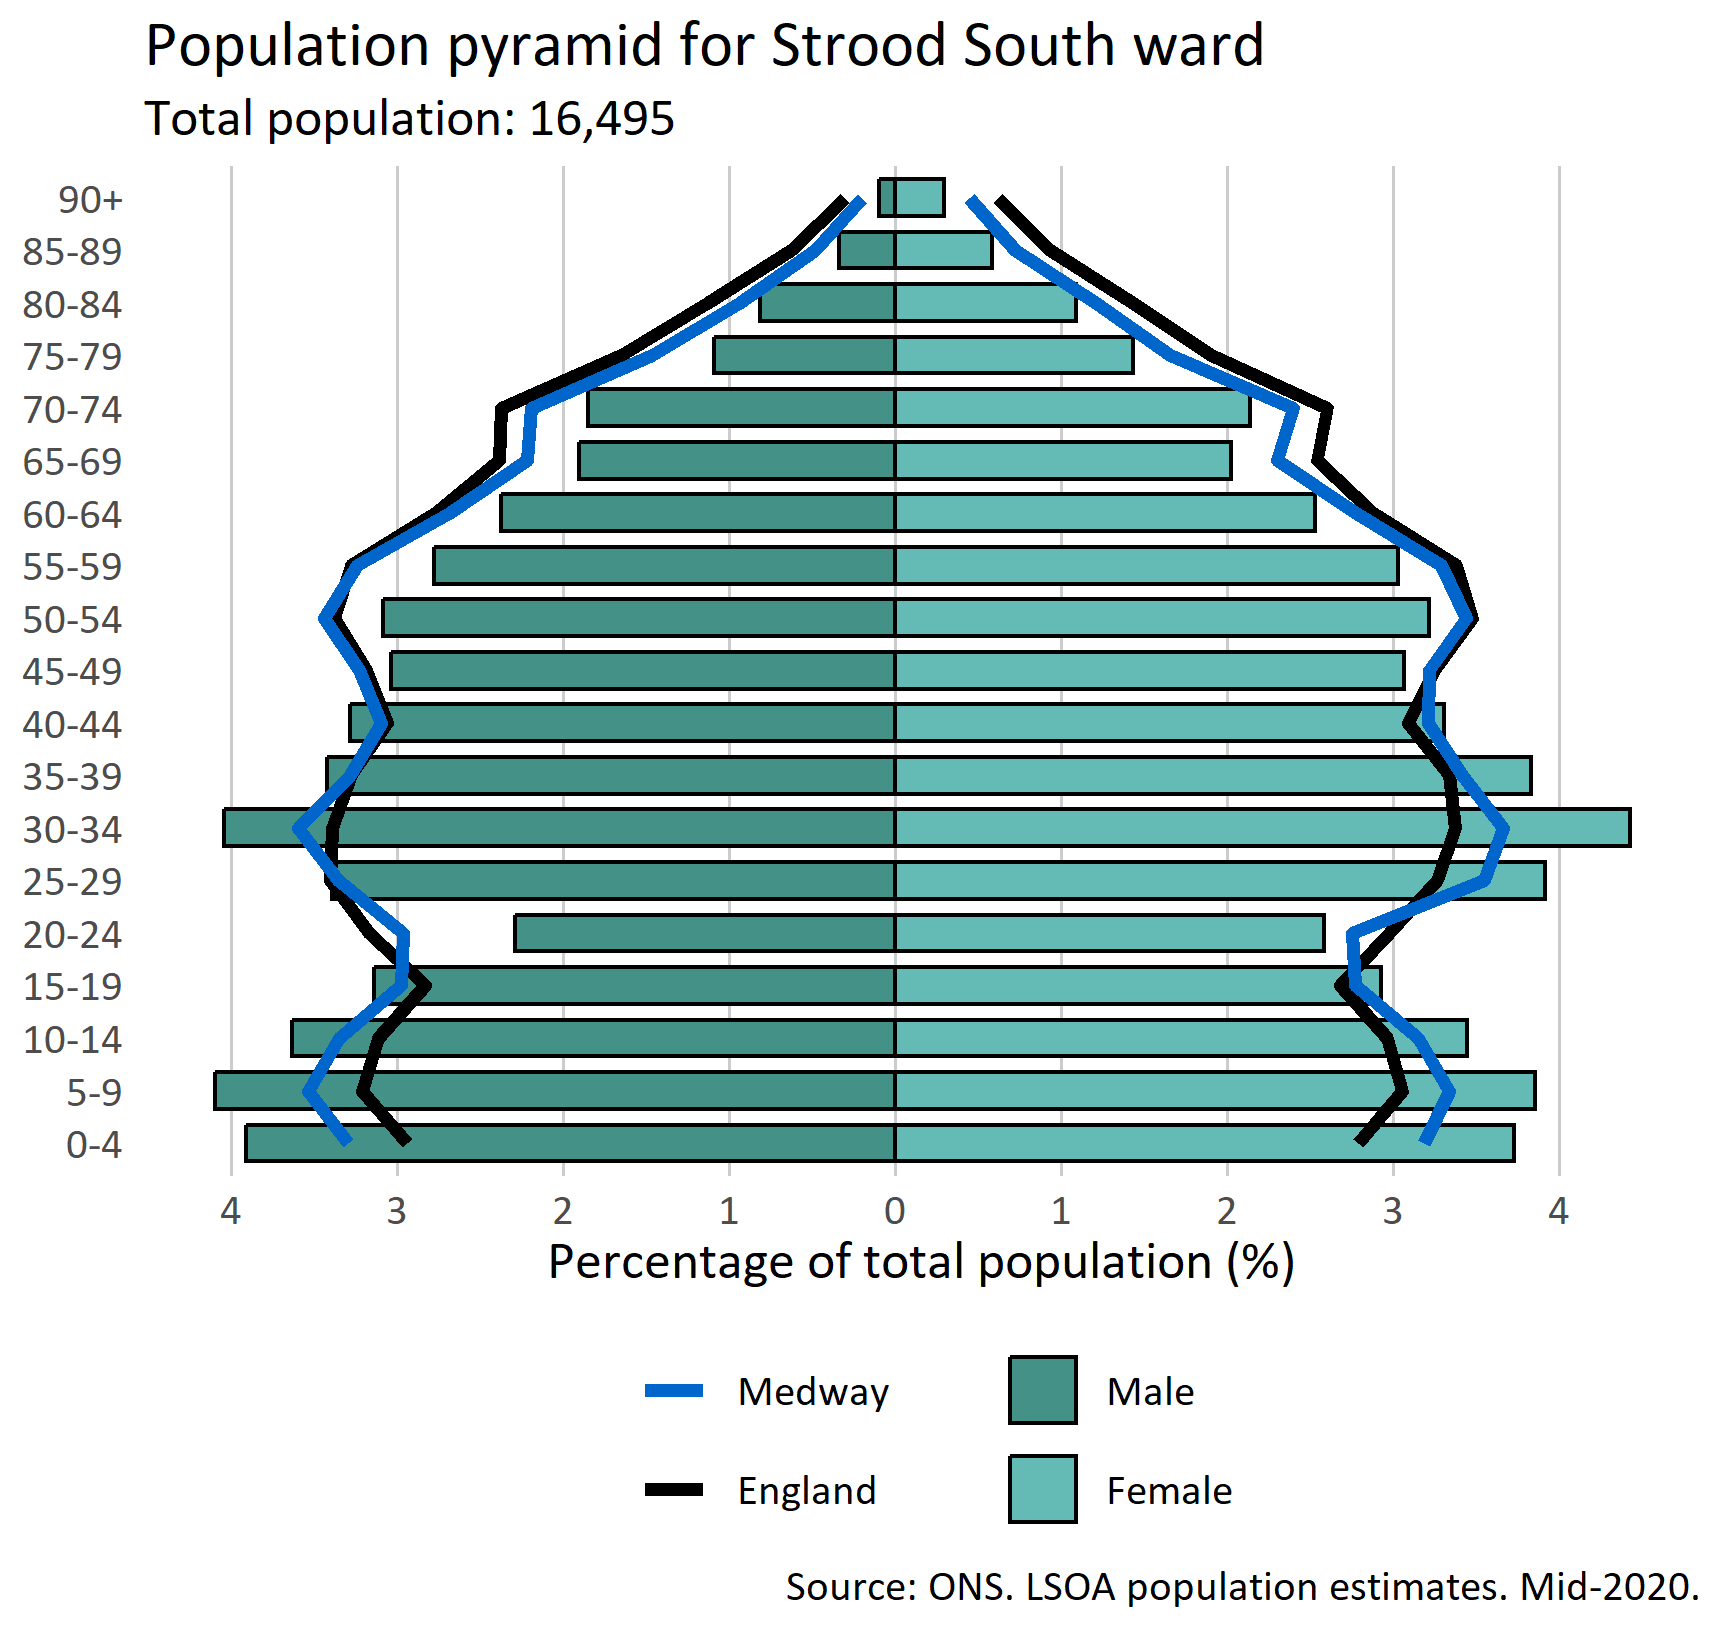 Population pyramid for Strood South ward
Total population: 16,495
90+
85-89
80-84
75-79
70-74
65-69
60-64
55-59
50-54
45-49
40-44
35-39
30-34
25-29
20-24
15-19
10-14
5-9
0-4
4 3 2 1 0 1 2 3 4
Percentage of total population (%)
Medway Male
England Female
Source: ONS. LSOA population estimates. Mid-2020.